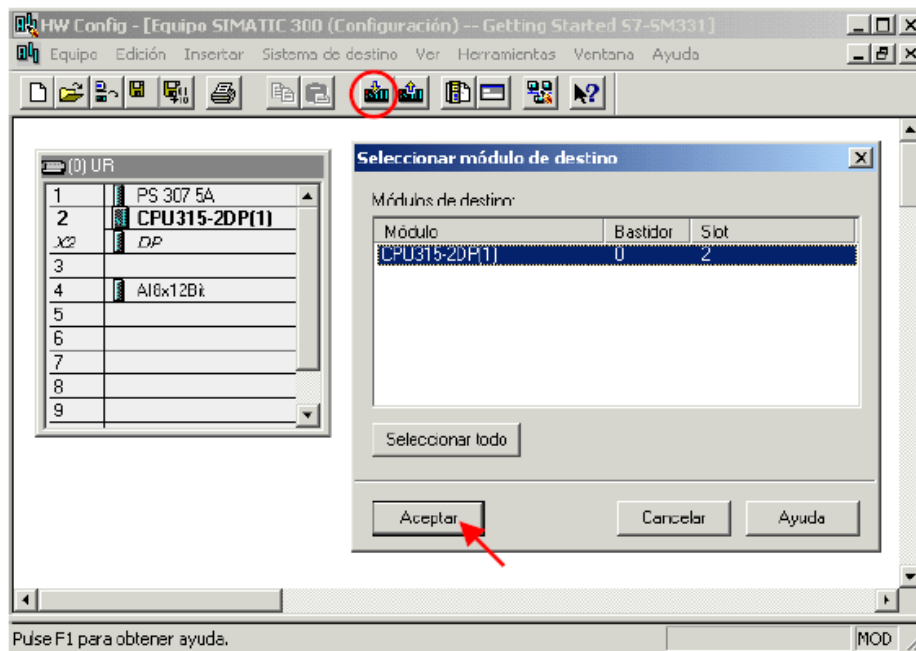 HW Config - [Equipo SIMATIC 300 (Configuración) -- Getting Started S7-SM331]
Equipo Edición Insertar Sistema de destino Ver Herramientas Ventana Ayuda
(0) UR
1 PS 307 5A
2 CPU315-2DP(1)
X2 DP
3
4 AI8x12Bit
5
6
7
8
9
Seleccionar módulo de destino
Módulos de destino:
Módulo Bastidor Slot
CPU315-2DP(1) 0 2
Seleccionar todo
Aceptar Cancelar Ayuda
Pulse F1 para obtener ayuda. MOD